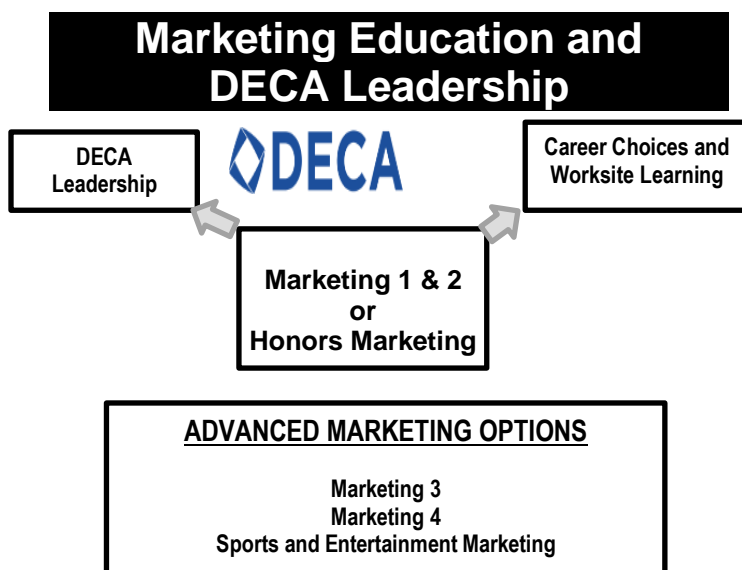 Marketing Education and
DECA Leadership
DECA
Leadership
DECA
Career Choices and
Worksite Learning
Marketing 1 & 2
or
Honors Marketing
ADVANCED MARKETING OPTIONS
Marketing 3
Marketing 4
Sports and Entertainment Marketing